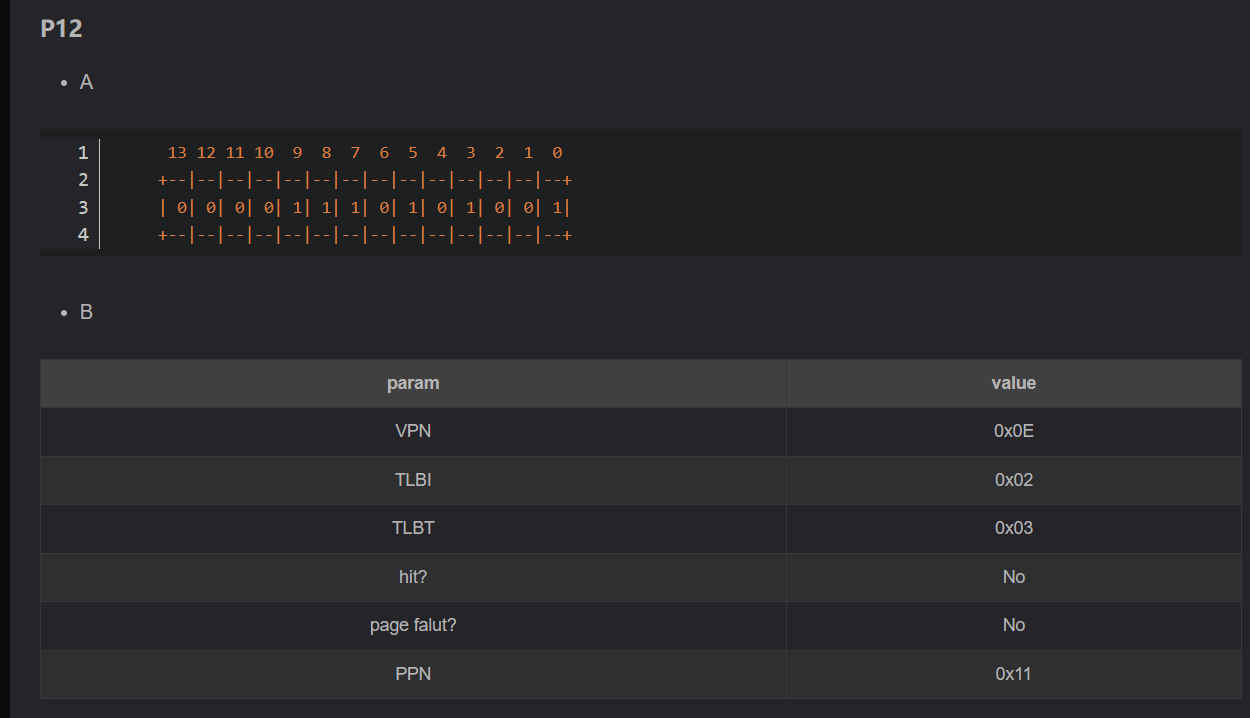 P12
• A
1 13 12 11 10 9 8 7 6 5 4 3 2 1 0
2 +--|--|--|--|--|--|--|--|--|--|--|--|--|--+
3 | 0| 0| 0| 0| 1| 1| 1| 0| 1| 0| 1| 0| 0| 1|
4 +--|--|--|--|--|--|--|--|--|--|--|--|--|--+
• B
param value
VPN 0x0E
TLBI 0x02
TLBT 0x03
hit? No
page falut? No
PPN 0x11